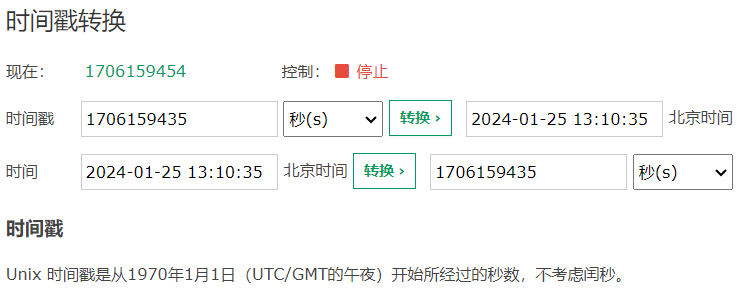 时间戳转换
现在： 1706159454 控制： 停止
时间戳 1706159435 秒(s) 转换 › 2024-01-25 13:10:35 北京时间
时间 2024-01-25 13:10:35 北京时间 转换 › 1706159435 秒(s)
时间戳
Unix 时间戳是从1970年1月1日（UTC/GMT的午夜）开始所经过的秒数，不考虑闰秒。